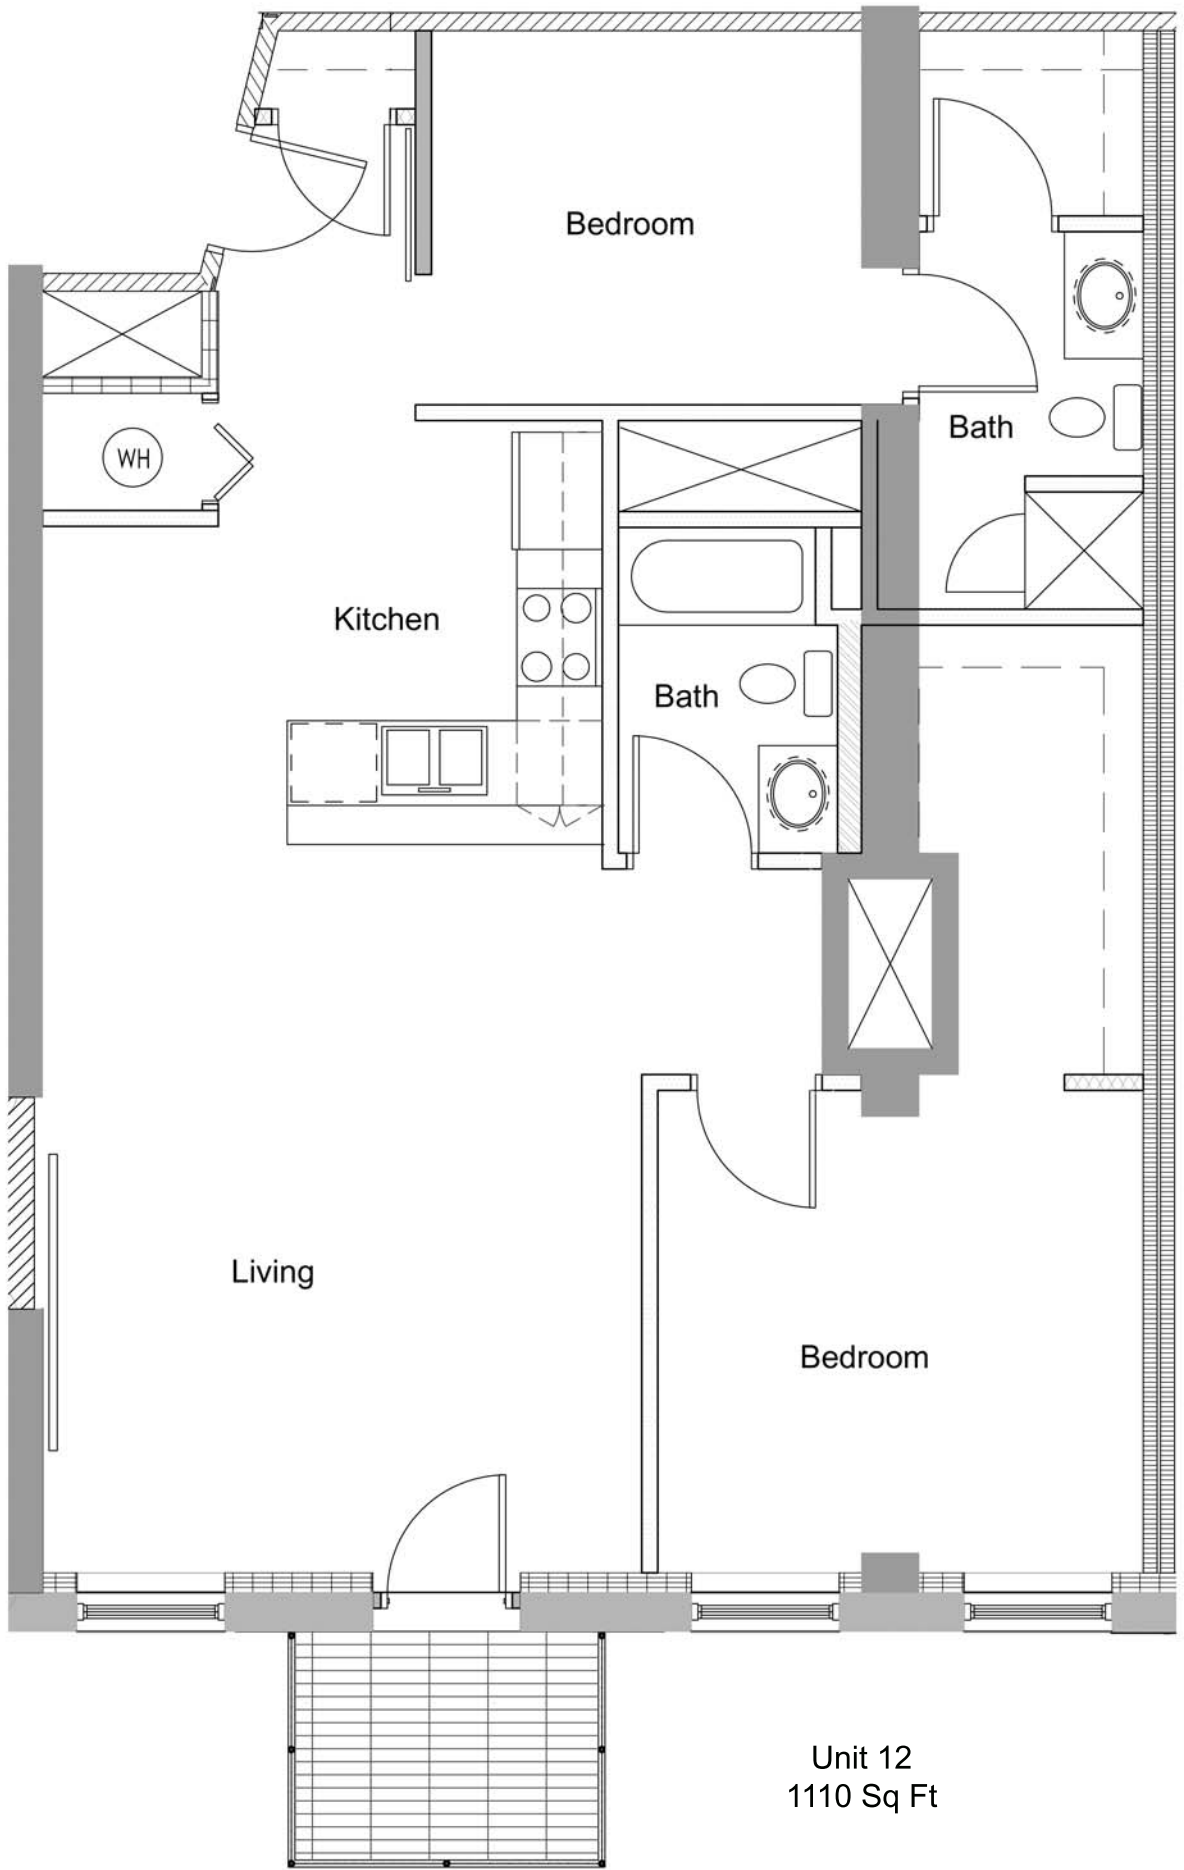 Bedroom
Bath
WH
Kitchen
Bath
Living
Bedroom
Unit 12
1110 Sq Ft